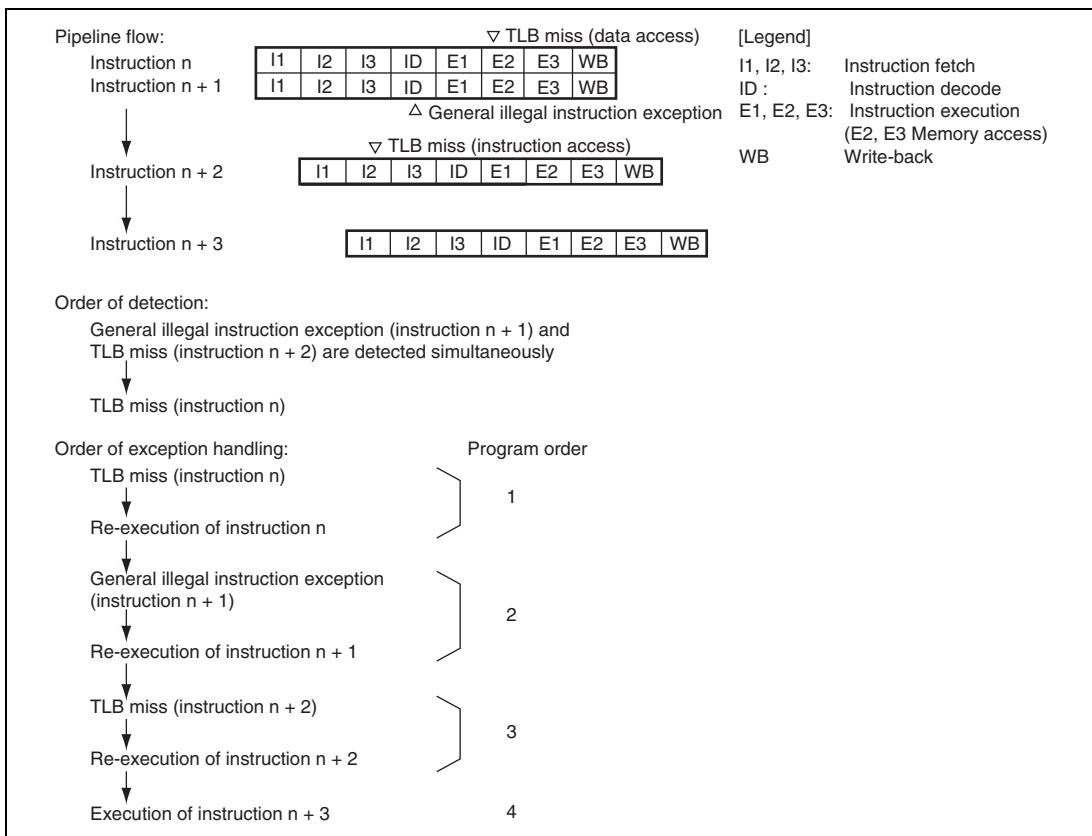 Pipeline flow:
▽ TLB miss (data access)
Instruction n I1 I2 I3 ID E1 E2 E3 WB
Instruction n + 1 I1 I2 I3 ID E1 E2 E3 WB
△ General illegal instruction exception
▽ TLB miss (instruction access)
Instruction n + 2 I1 I2 I3 ID E1 E2 E3 WB
Instruction n + 3 I1 I2 I3 ID E1 E2 E3 WB
[Legend]
I1, I2, I3: Instruction fetch
ID : Instruction decode
E1, E2, E3: Instruction execution
(E2, E3 Memory access)
WB Write-back
Order of detection:
General illegal instruction exception (instruction n + 1) and
TLB miss (instruction n + 2) are detected simultaneously
TLB miss (instruction n)
Order of exception handling: Program order
TLB miss (instruction n)
1
Re-execution of instruction n
General illegal instruction exception
(instruction n + 1)
2
Re-execution of instruction n + 1
TLB miss (instruction n + 2)
3
Re-execution of instruction n + 2
Execution of instruction n + 3 4